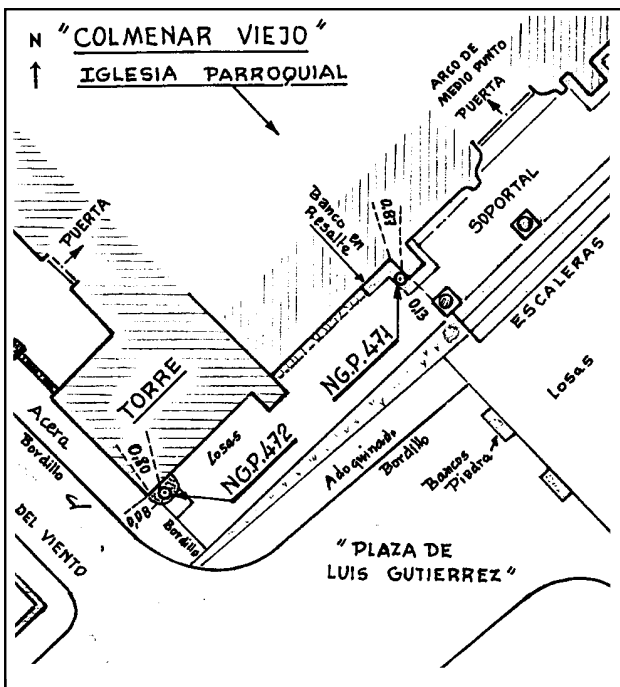 N "COLMENAR VIEJO"
IGLESIA PARROQUIAL
ARCO DE
MEDIO PUNTO
PUERTA
PUERTA
Banco en
Resalte
0,87
SOPORTAL
0,13
ESCALERAS
NG.P.471
TORRE
Losas
Losas
Acera
Bordillo
0,80
NG.P.472
Adoquinado
Bordillo
Bancos
Piedra
0,08
Bordillo
DEL VIENTO
"PLAZA DE
LUIS GUTIERREZ"